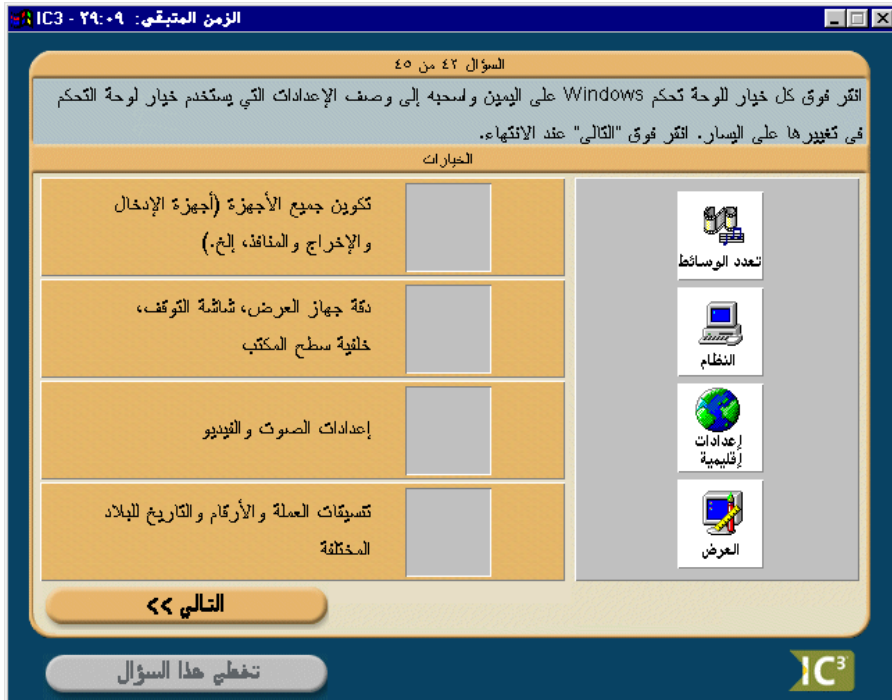 الزمن المتبقي: ٢٩:٠٩ - IC3
السؤال ٤٢ من ٤٥
انقر فوق كل خيار للوحة تحكم Windows على اليمين واسحبه إلى وصف الإعدادات التي يستخدم خيار لوحة التحكم
في تغييرها على اليسار. انقر فوق "التالي" عند الانتهاء.
الخيارات
تعدد الوسائط
النظام
إعدادات
إقليمية
العرض
تكوين جميع الأجهزة (أجهزة الإدخال
والإخراج والمنافذ، إلخ.)
دقة جهاز العرض، شاشة التوقف،
خلفية سطح المكتب
إعدادات الصوت والفيديو
تنسيقات العملة والأرقام والتاريخ للبلاد
المختلفة
التالي >>
تخطي هذا السؤال
IC3